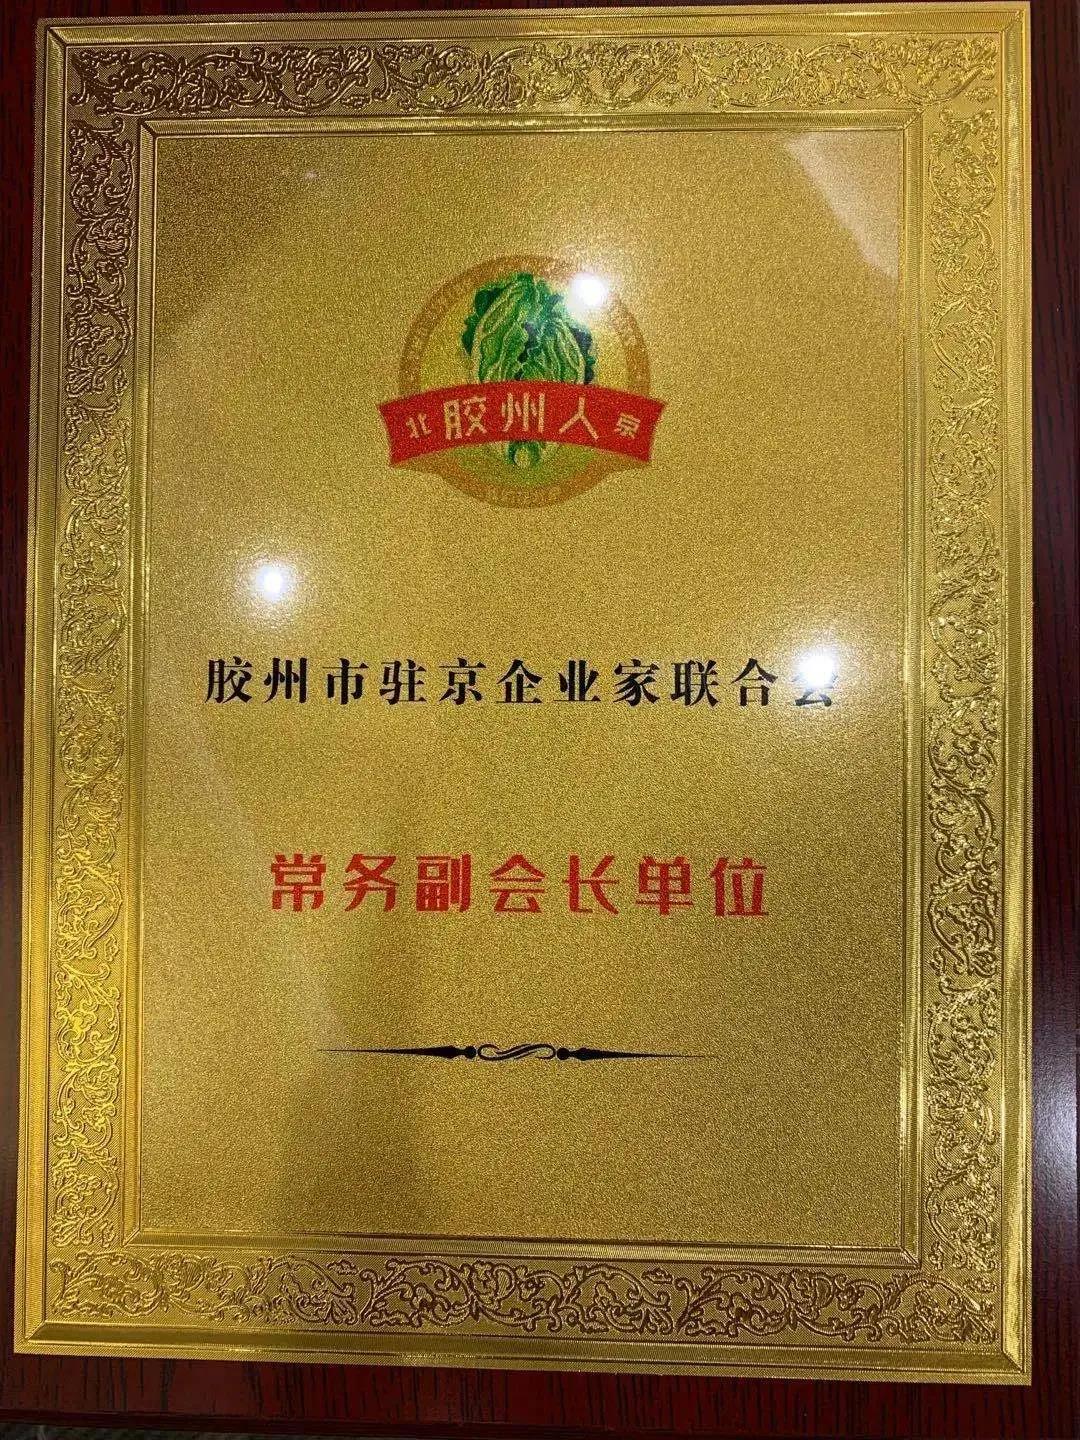 北 胶州人 京
胶州市驻京企业家联合会
常务副会长单位